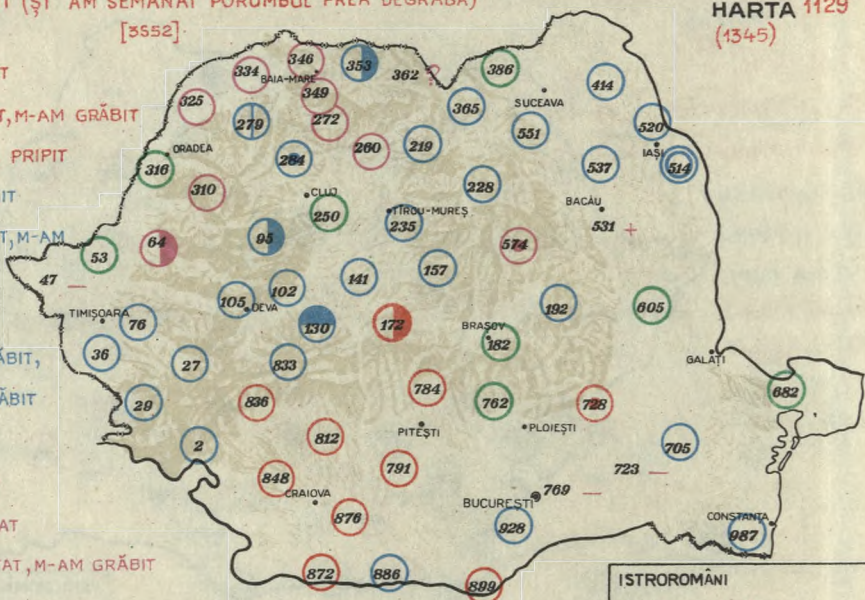 T (ȘI AM SEMĂNAT PORUMBUL PREA DEGRABĂ)
[3S52]
HARTA 1129
(1345)
T
T, M-AM GRĂBIT
PRIPIT
BIT
T, M-AM
ĂBIT,
ĂBIT
AT
TAT, M-AM GRĂBIT
346
334
BAIA-MARE
353
362
?
386
414
325
349
SUCEAVA
365
279
272
551
520
IAȘI
ORADEA
284
260
219
537
514
316
310
CLUJ
228
BACĂU
250
TÎRGU-MUREȘ
235
531 +
64
95
574
53
47 —
141
157
105
102
DEVA
192
605
TIMIȘOARA
76
130
172
BRAȘOV
182
36
27
833
GALAȚI
29
836
784
762
728
682
PITEȘTI
PLOIEȘTI
2
812
705
848
791
723 —
CRAIOVA
BUCUREȘTI
769 —
876
928
CONSTANȚA
987
872
886
899
ISTROROMÂNI